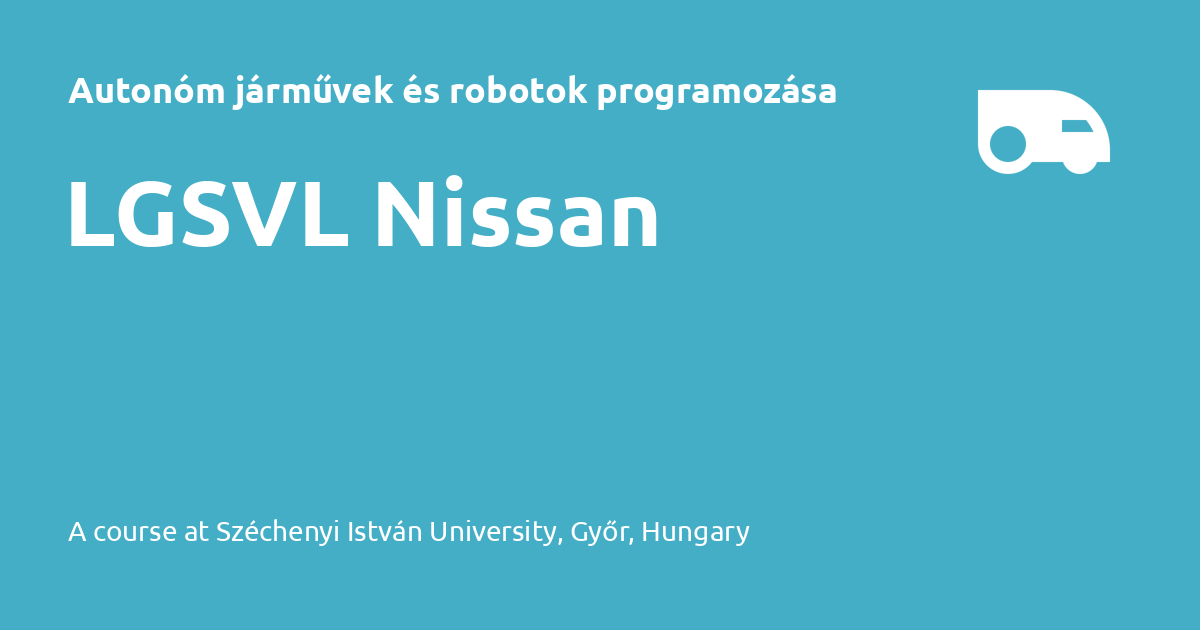 Autonóm járművek és robotok programozása
LGSVL Nissan
A course at Széchenyi István University, Győr, Hungary